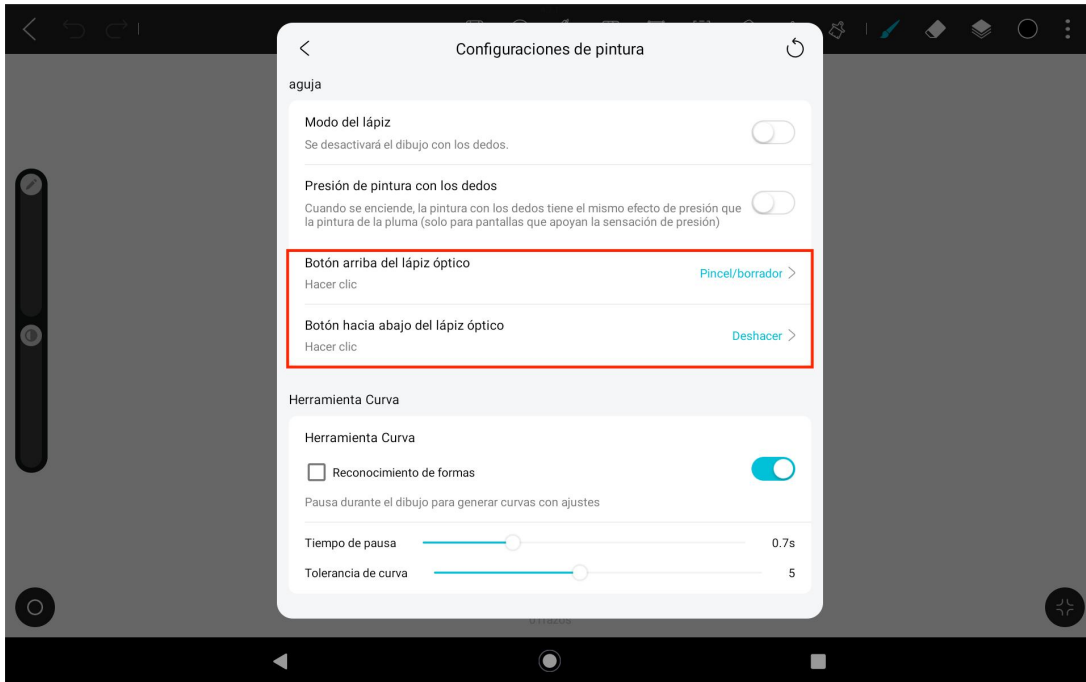 Configuraciones de pintura
aguja
Modo del lápiz
Se desactivará el dibujo con los dedos.
Presión de pintura con los dedos
Cuando se enciende, la pintura con los dedos tiene el mismo efecto de presión que
la pintura de la pluma (solo para pantallas que apoyan la sensación de presión)
Botón arriba del lápiz óptico
Pincel/borrador
Hacer clic
Botón hacia abajo del lápiz óptico
Deshacer
Hacer clic
Herramienta Curva
Herramienta Curva
Reconocimiento de formas
Pausa durante el dibujo para generar curvas con ajustes
Tiempo de pausa
0.7s
Tolerancia de curva
5